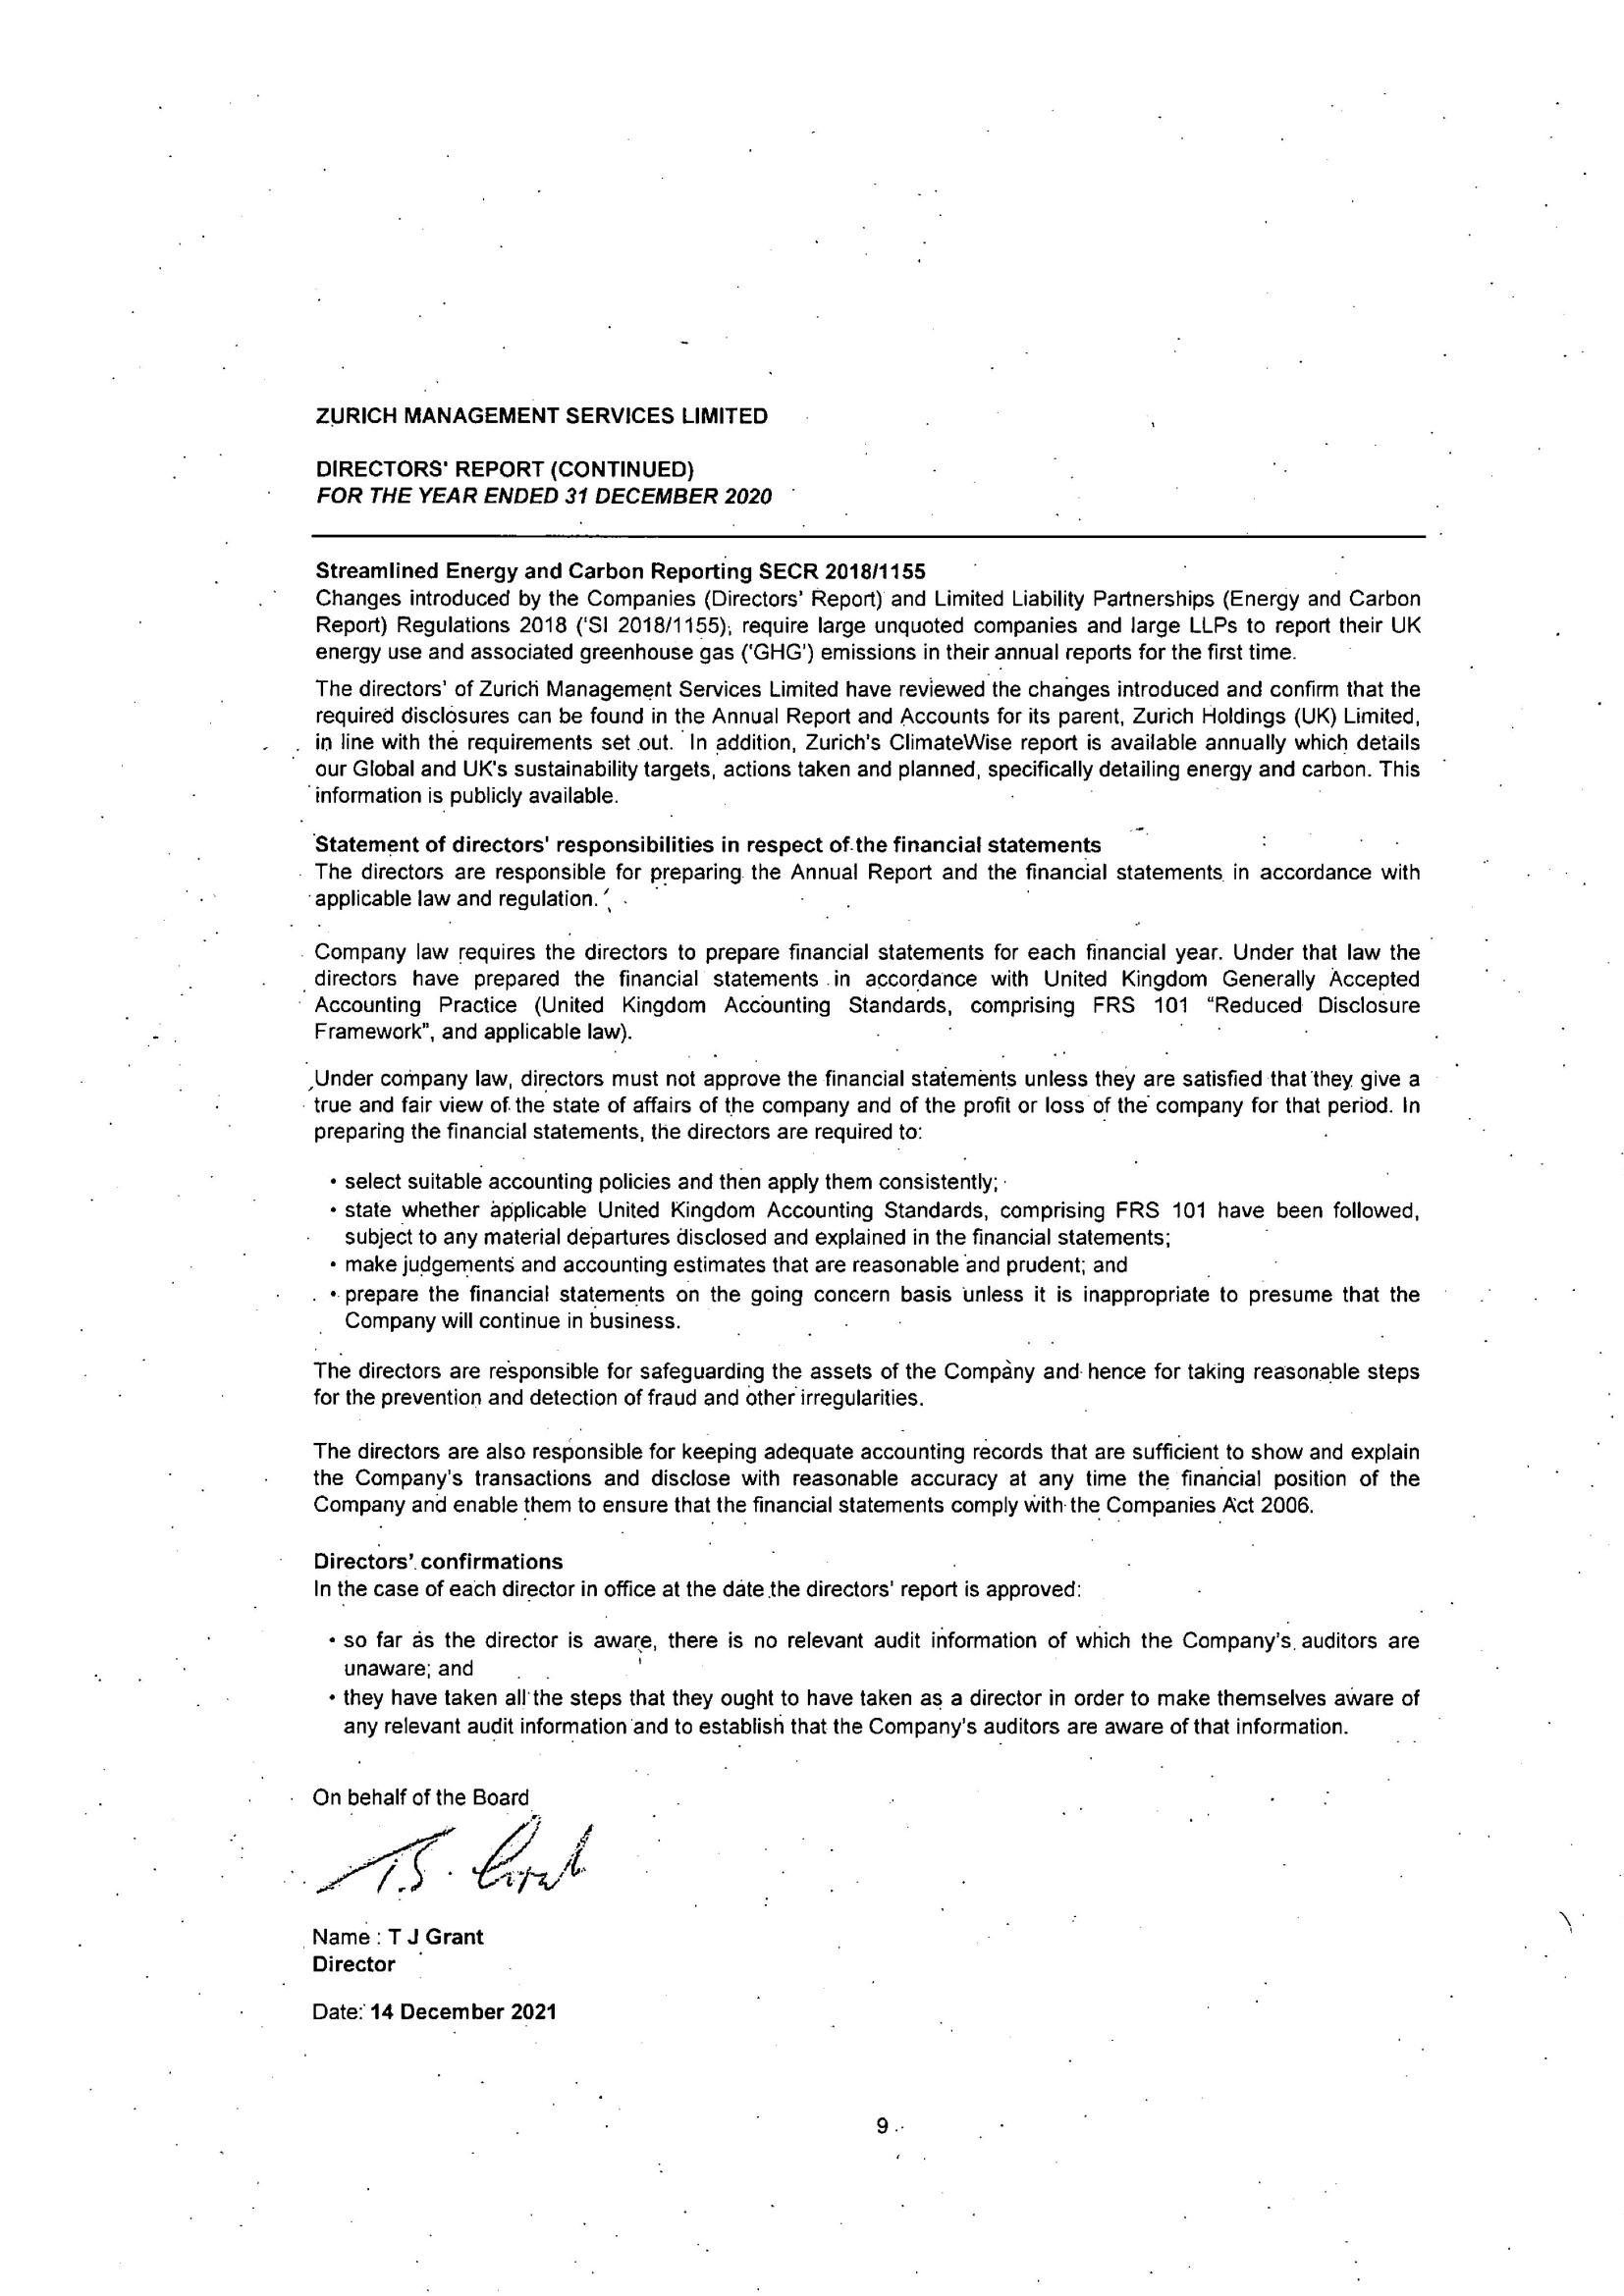 ZURICH MANAGEMENT SERVICES LIMITED
DIRECTORS' REPORT (CONTINUED)
FOR THE YEAR ENDED 31 DECEMBER 2020
Streamlined Energy and Carbon Reporting SECR 2018/1155
Changes introduced by the Companies (Directors' Report) and Limited Liability Partnerships (Energy and Carbon
Report) Regulations 2018 ('SI 2018/1155), require large unquoted companies and large LLPs to report their UK
energy use and associated greenhouse gas ('GHG') emissions in their annual reports for the first time.
The directors' of Zurich Management Services Limited have reviewed the changes introduced and confirm that the
required disclosures can be found in the Annual Report and Accounts for its parent, Zurich Holdings (UK) Limited,
in line with the requirements set out. In addition, Zurich's ClimateWise report is available annually which details
our Global and UK's sustainability targets, actions taken and planned, specifically detailing energy and carbon. This
information is publicly available.
Statement of directors' responsibilities in respect of the financial statements
The directors are responsible for preparing the Annual Report and the financial statements in accordance with
applicable law and regulation.
Company law requires the directors to prepare financial statements for each financial year. Under that law the
directors have prepared the financial statements in accordance with United Kingdom Generally Accepted
Accounting Practice (United Kingdom Accounting Standards, comprising FRS 101 "Reduced Disclosure
Framework", and applicable law).
Under company law, directors must not approve the financial statements unless they are satisfied that they give a
true and fair view of the state of affairs of the company and of the profit or loss of the company for that period. In
preparing the financial statements, the directors are required to:
• select suitable accounting policies and then apply them consistently;
• state whether applicable United Kingdom Accounting Standards, comprising FRS 101 have been followed,
subject to any material departures disclosed and explained in the financial statements;
• make judgements and accounting estimates that are reasonable and prudent; and
• prepare the financial statements on the going concern basis unless it is inappropriate to presume that the
Company will continue in business.
The directors are responsible for safeguarding the assets of the Company and hence for taking reasonable steps
for the prevention and detection of fraud and other irregularities.
The directors are also responsible for keeping adequate accounting records that are sufficient to show and explain
the Company's transactions and disclose with reasonable accuracy at any time the financial position of the
Company and enable them to ensure that the financial statements comply with the Companies Act 2006.
Directors' confirmations
In the case of each director in office at the date the directors' report is approved:
• so far as the director is aware, there is no relevant audit information of which the Company's auditors are
unaware; and
• they have taken all the steps that they ought to have taken as a director in order to make themselves aware of
any relevant audit information and to establish that the Company's auditors are aware of that information.
On behalf of the Board
Name : T J Grant
Director
Date: 14 December 2021
9